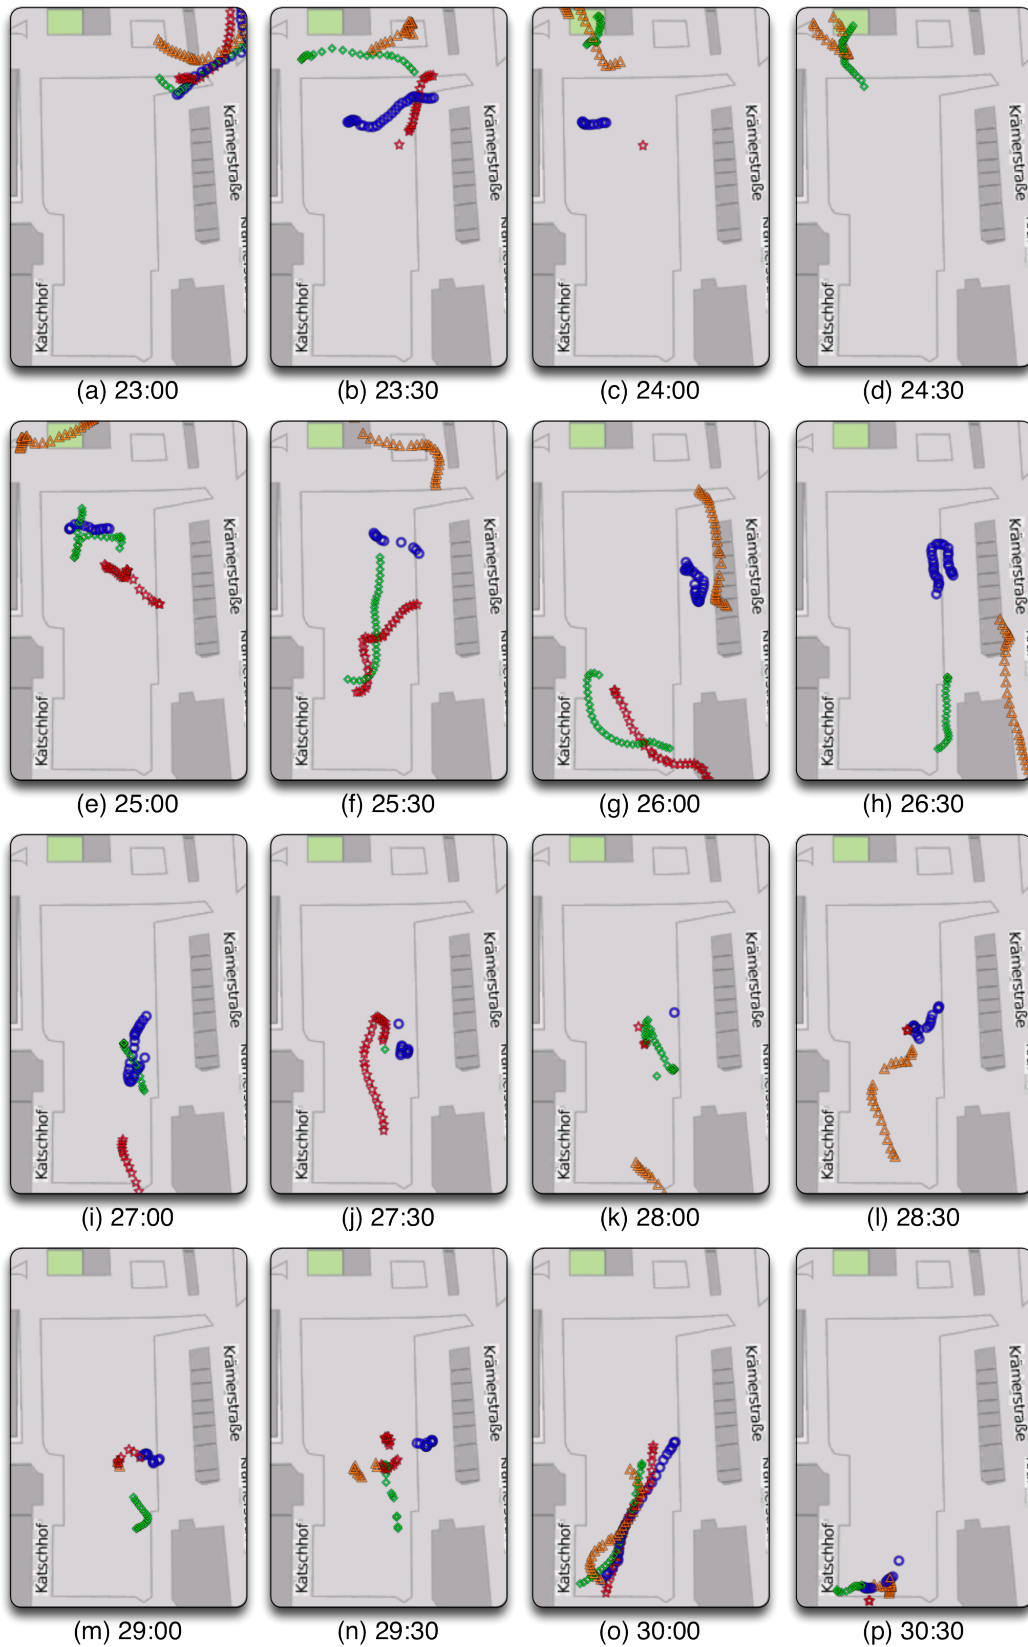 Krämerstraße
Katschhof
Krämerstraße
Katschhof
Krämerstraße
Katschhof
Krämerstraße
Katschhof
(a) 23:00
(b) 23:30
(c) 24:00
(d) 24:30
Krämerstraße
Katschhof
Krämerstraße
Katschhof
Krämerstraße
Katschhof
Krämerstraße
Katschhof
(e) 25:00
(f) 25:30
(g) 26:00
(h) 26:30
Krämerstraße
Katschhof
Krämerstraße
Katschhof
Krämerstraße
Katschhof
Krämerstraße
Katschhof
(i) 27:00
(j) 27:30
(k) 28:00
(l) 28:30
Krämerstraße
Katschhof
Krämerstraße
Katschhof
Krämerstraße
Katschhof
Krämerstraße
Katschhof
(m) 29:00
(n) 29:30
(o) 30:00
(p) 30:30